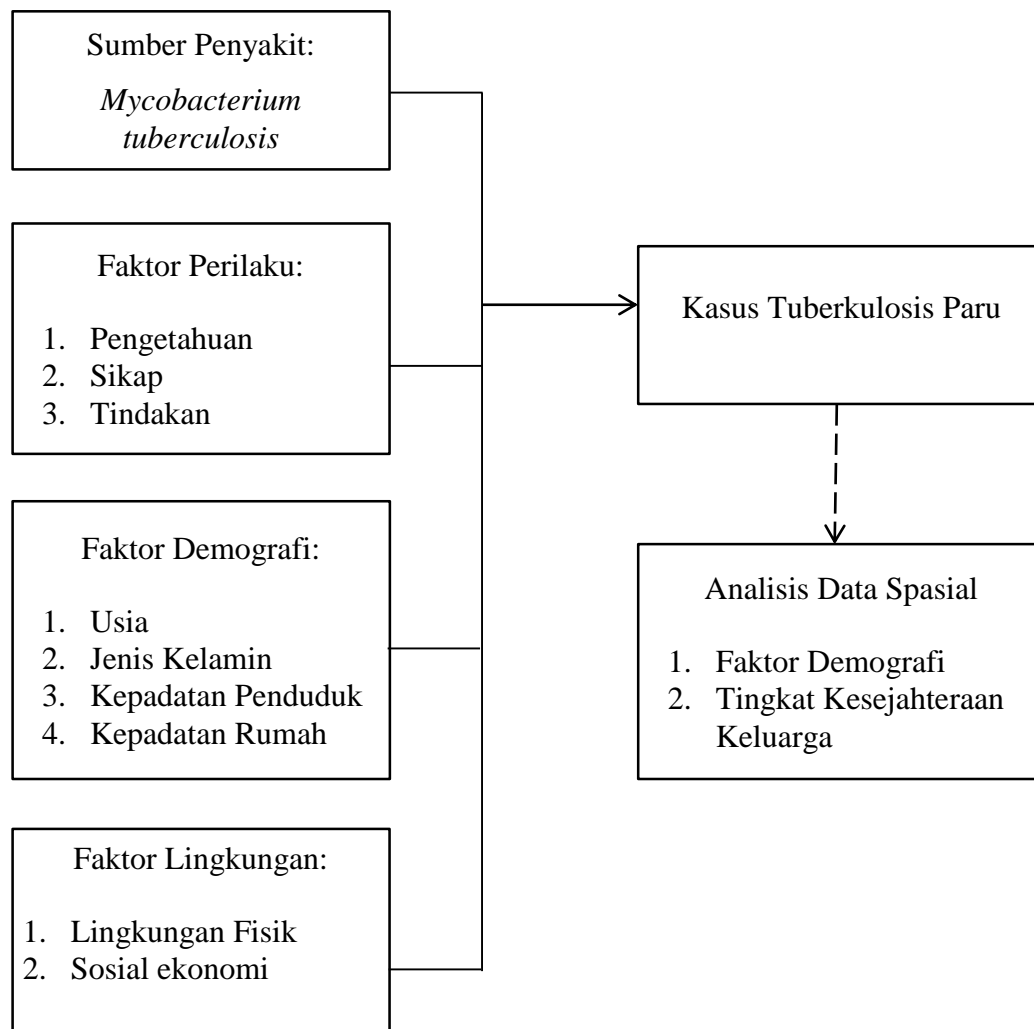 Sumber Penyakit:
Mycobacterium
tuberculosis
Faktor Perilaku:
1. Pengetahuan
2. Sikap
3. Tindakan
Faktor Demografi:
1. Usia
2. Jenis Kelamin
3. Kepadatan Penduduk
4. Kepadatan Rumah
Faktor Lingkungan:
1. Lingkungan Fisik
2. Sosial ekonomi
Kasus Tuberkulosis Paru
Analisis Data Spasial
1. Faktor Demografi
2. Tingkat Kesejahteraan
Keluarga